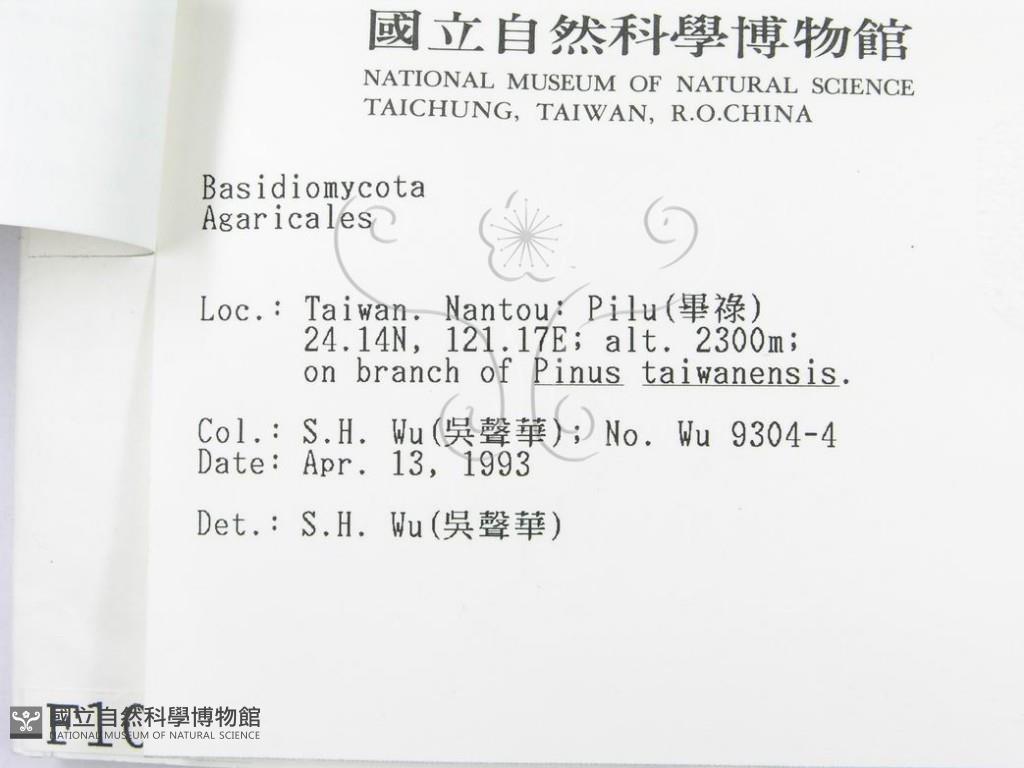 國立自然科學博物館
NATIONAL MUSEUM OF NATURAL SCIENCE
TAICHUNG, TAIWAN, R.O.CHINA
Basidiomycota
Agaricales
Loc.: Taiwan. Nantou: Pilu(畢祿)
24.14N, 121.17E; alt. 2300m;
on branch of Pinus taiwanensis.
Col.: S.H. Wu(吳聲華); No. Wu 9304-4
Date: Apr. 13, 1993
Det.: S.H. Wu(吳聲華)
國立自然科學博物館
NATIONAL MUSEUM OF NATURAL SCIENCE